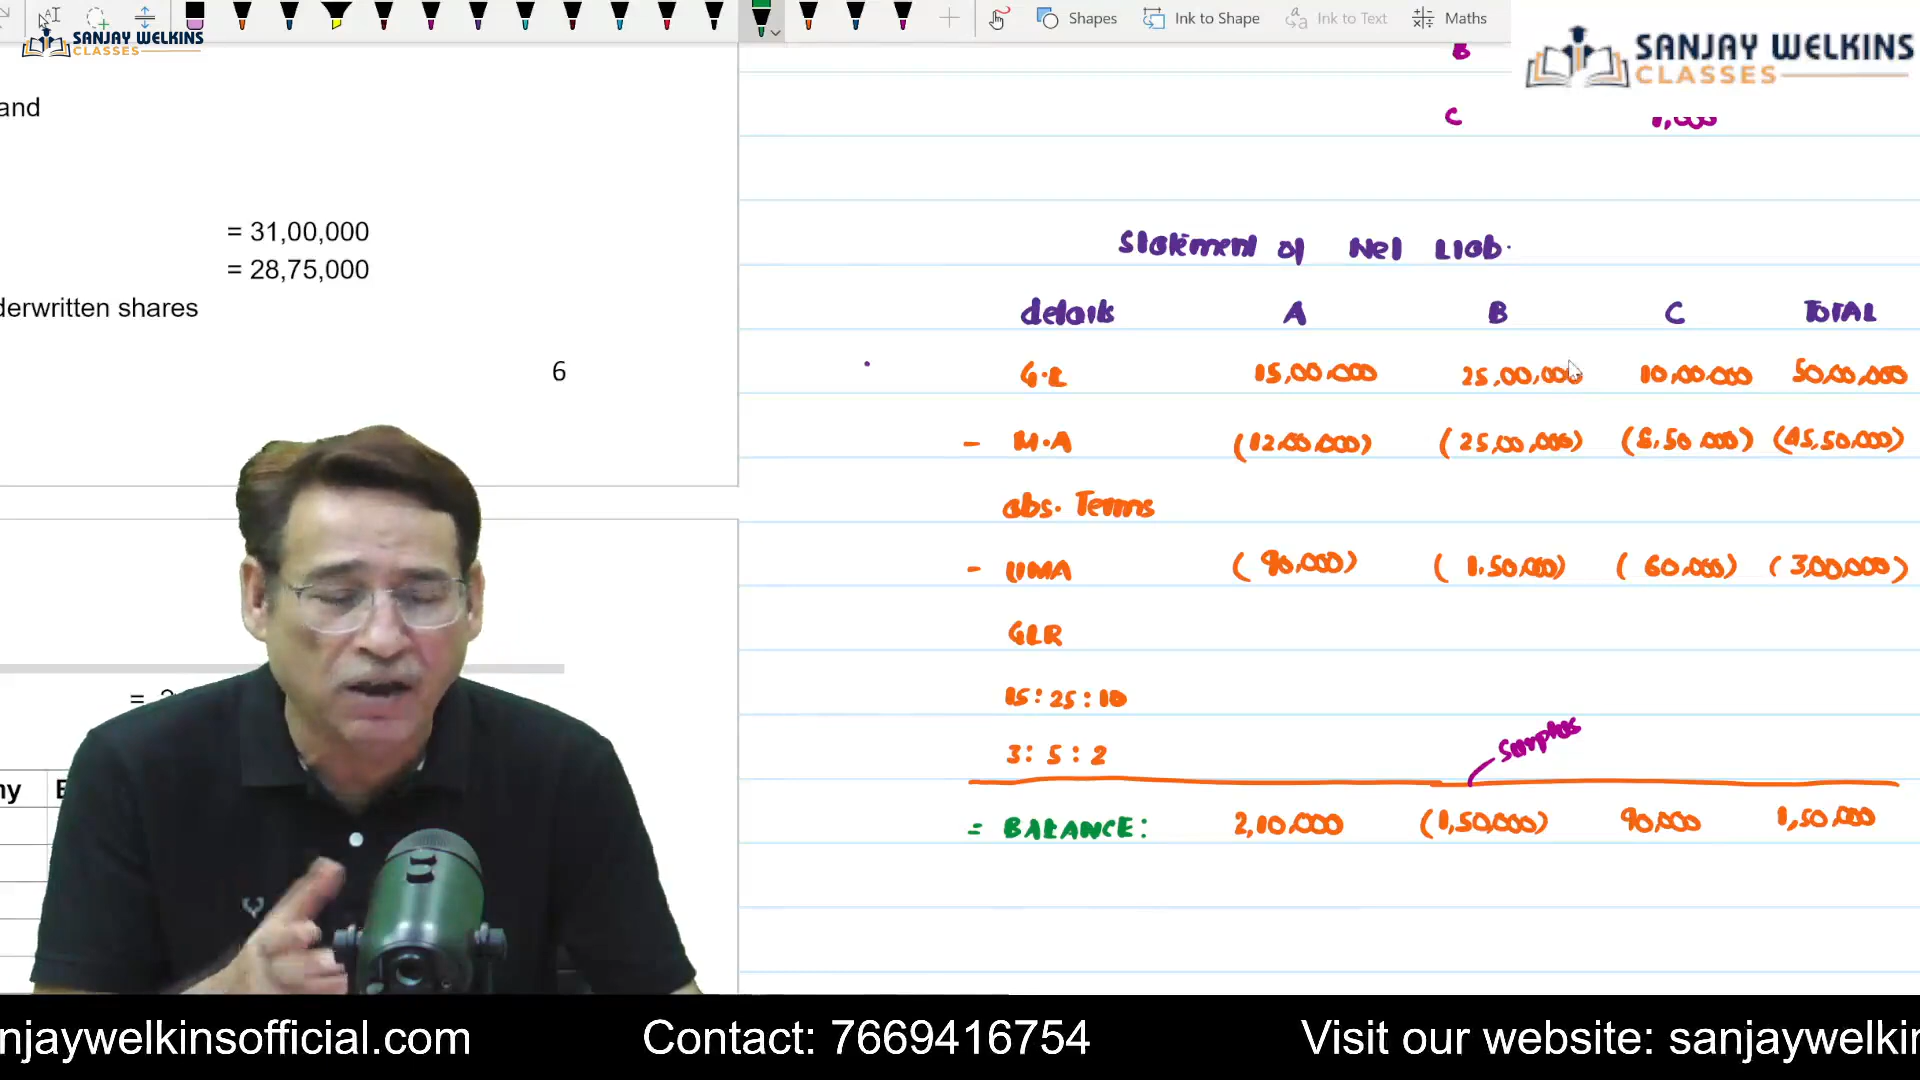 Shapes Ink to Shape Ink to Text Maths
SANJAY WELKINS
CLASSES
SANJAY WELKINS
CLASSES
B
C
and
= 31,00,000
= 28,75,000
derwritten shares
6
Statement of Net Liab.
details A B C TOTAL
G.L 15,00,000 25,00,000 10,00,000 50,00,000
- M.A (12,00,000) (25,00,000) (8,50,000) (45,50,000)
abs. Terms
- UMA (90,000) (1,50,000) (60,000) (3,00,000)
GLR
15 : 25 : 10
3 : 5 : 2
Surplus
= BALANCE: 2,10,000 (1,50,000) 90,000 1,50,000
njaywelkinsofficial.com Contact: 7669416754 Visit our website: sanjaywelkin